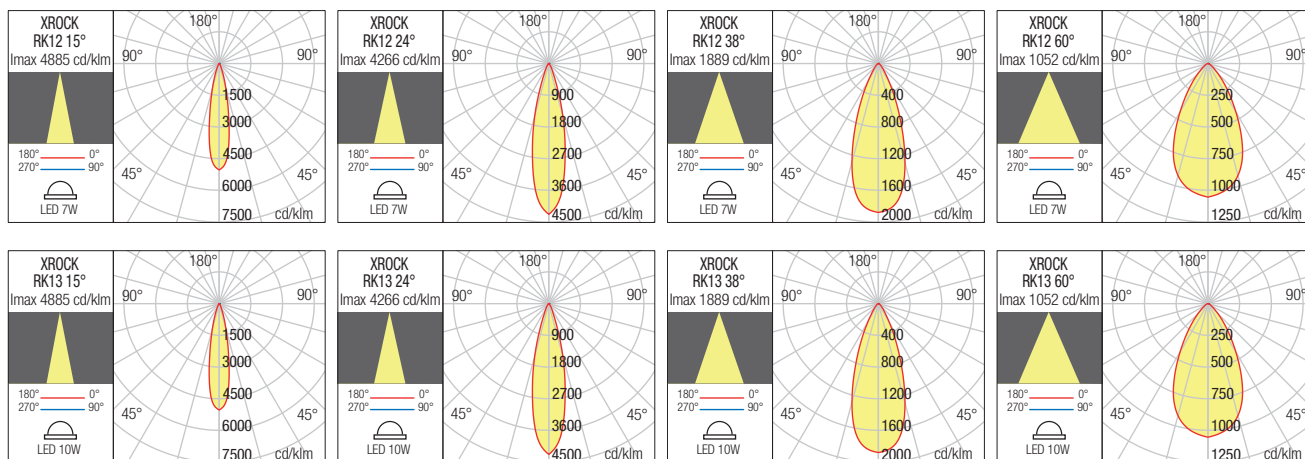 XROCK
RK12 15°
Imax 4885 cd/klm
180° 0°
270° 90°
LED 7W
180°
90° 90°
1500
3000
4500
45° 45°
6000
7500 cd/klm
XROCK
RK12 24°
Imax 4266 cd/klm
180° 0°
270° 90°
LED 7W
180°
90° 90°
900
1800
2700
45° 45°
3600
4500 cd/klm
XROCK
RK12 38°
Imax 1889 cd/klm
180° 0°
270° 90°
LED 7W
180°
90° 90°
400
800
1200
45° 45°
1600
2000 cd/klm
XROCK
RK12 60°
Imax 1052 cd/klm
180° 0°
270° 90°
LED 7W
180°
90° 90°
250
500
750
45° 45°
1000
1250 cd/klm
XROCK
RK13 15°
Imax 4885 cd/klm
180° 0°
270° 90°
LED 10W
180°
90° 90°
1500
3000
4500
45° 45°
6000
7500 cd/klm
XROCK
RK13 24°
Imax 4266 cd/klm
180° 0°
270° 90°
LED 10W
180°
90° 90°
900
1800
2700
45° 45°
3600
4500 cd/klm
XROCK
RK13 38°
Imax 1889 cd/klm
180° 0°
270° 90°
LED 10W
180°
90° 90°
400
800
1200
45° 45°
1600
2000 cd/klm
XROCK
RK13 60°
Imax 1052 cd/klm
180° 0°
270° 90°
LED 10W
180°
90° 90°
250
500
750
45° 45°
1000
1250 cd/klm